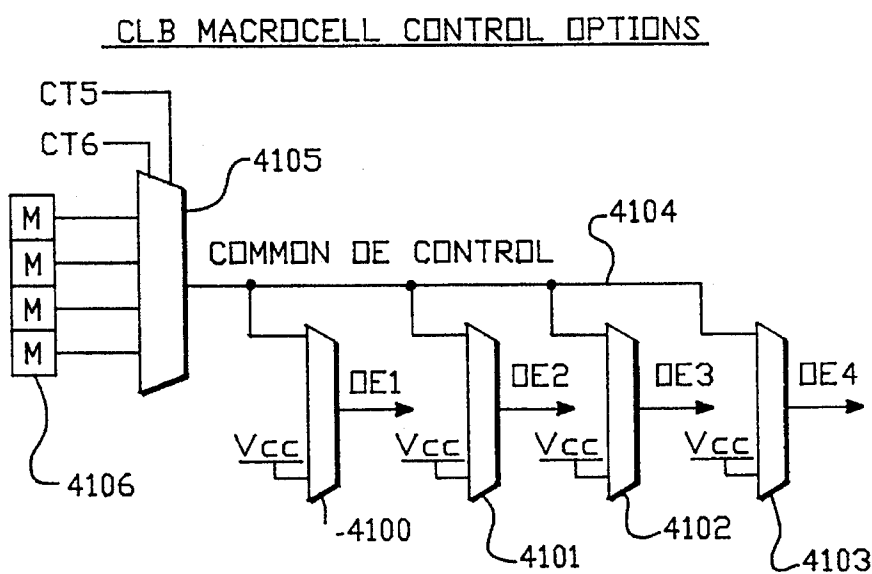 CLB MACROCELL CONTROL OPTIONS
CT5
CT6
4105
M
M
M
M
4104
COMMON OE CONTROL
OE1
OE2
OE3
OE4
Vcc
Vcc
Vcc
Vcc
4106
-4100
4101
4102
4103